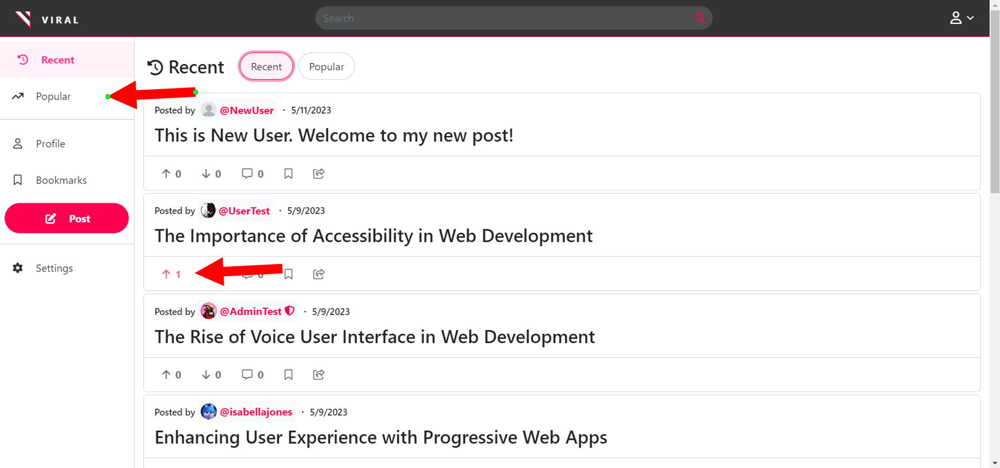 VIRAL
Search
Recent
Popular
Profile
Bookmarks
Post
Settings
Recent
Recent
Popular
Posted by @NewUser · 5/11/2023
This is New User. Welcome to my new post!
0 0 0
Posted by @UserTest · 5/9/2023
The Importance of Accessibility in Web Development
1 0
Posted by @AdminTest · 5/9/2023
The Rise of Voice User Interface in Web Development
0 0 0
Posted by @isabellajones · 5/9/2023
Enhancing User Experience with Progressive Web Apps